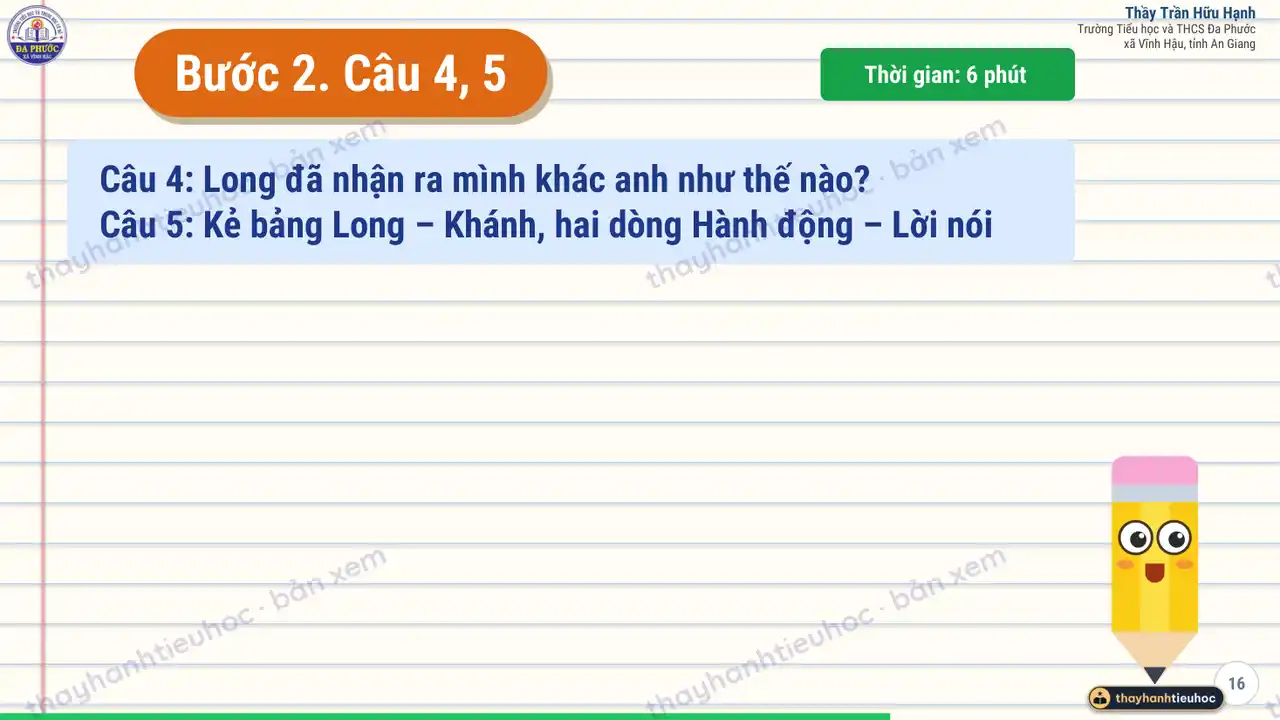 Thầy Trần Hữu Hạnh
Trường Tiểu học và THCS Đa Phước
xã Vĩnh Hậu, tỉnh An Giang
ĐA PHƯỚC
Bước 2. Câu 4, 5
Thời gian: 6 phút
Câu 4: Long đã nhận ra mình khác anh như thế nào?
Câu 5: Kẻ bảng Long – Khánh, hai dòng Hành động – Lời nói
thayhanhtieuhoc · bản xem
thayhanhtieuhoc · bản xem
thayhanhtieuhoc · bản xem
thayhanhtieuhoc · bản xem
thayhanhtieuhoc
16